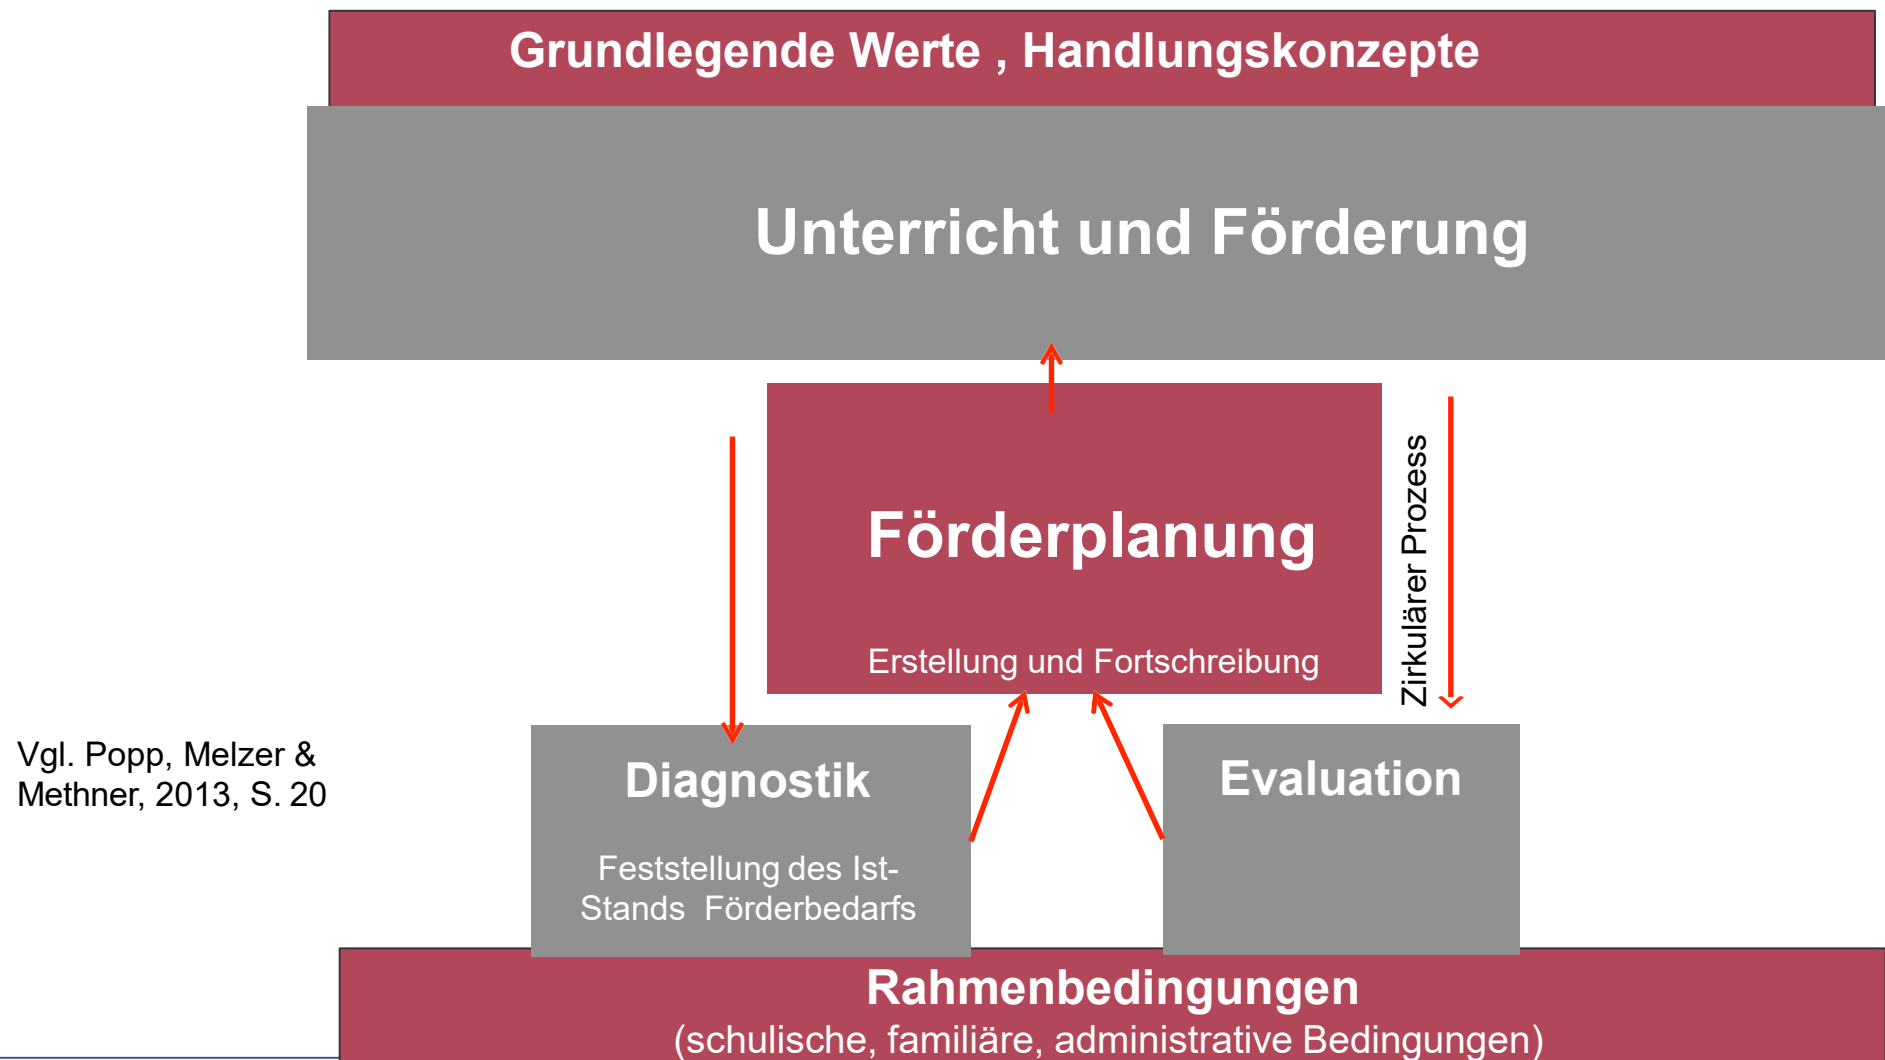 Grundlegende Werte , Handlungskonzepte
Unterricht und Förderung
Förderplanung
Erstellung und Fortschreibung
Zirkulärer Prozess
Vgl. Popp, Melzer &
Methner, 2013, S. 20
Diagnostik
Feststellung des Ist-
Stands Förderbedarfs
Evaluation
Rahmenbedingungen
(schulische, familiäre, administrative Bedingungen)